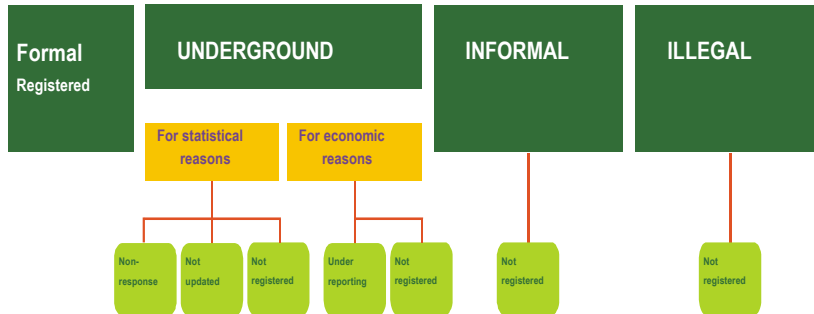 Formal
Registered
UNDERGROUND
INFORMAL
ILLEGAL
For statistical
reasons
For economic
reasons
Non-
response
Not
updated
Not
registered
Under
reporting
Not
registered
Not
registered
Not
registered